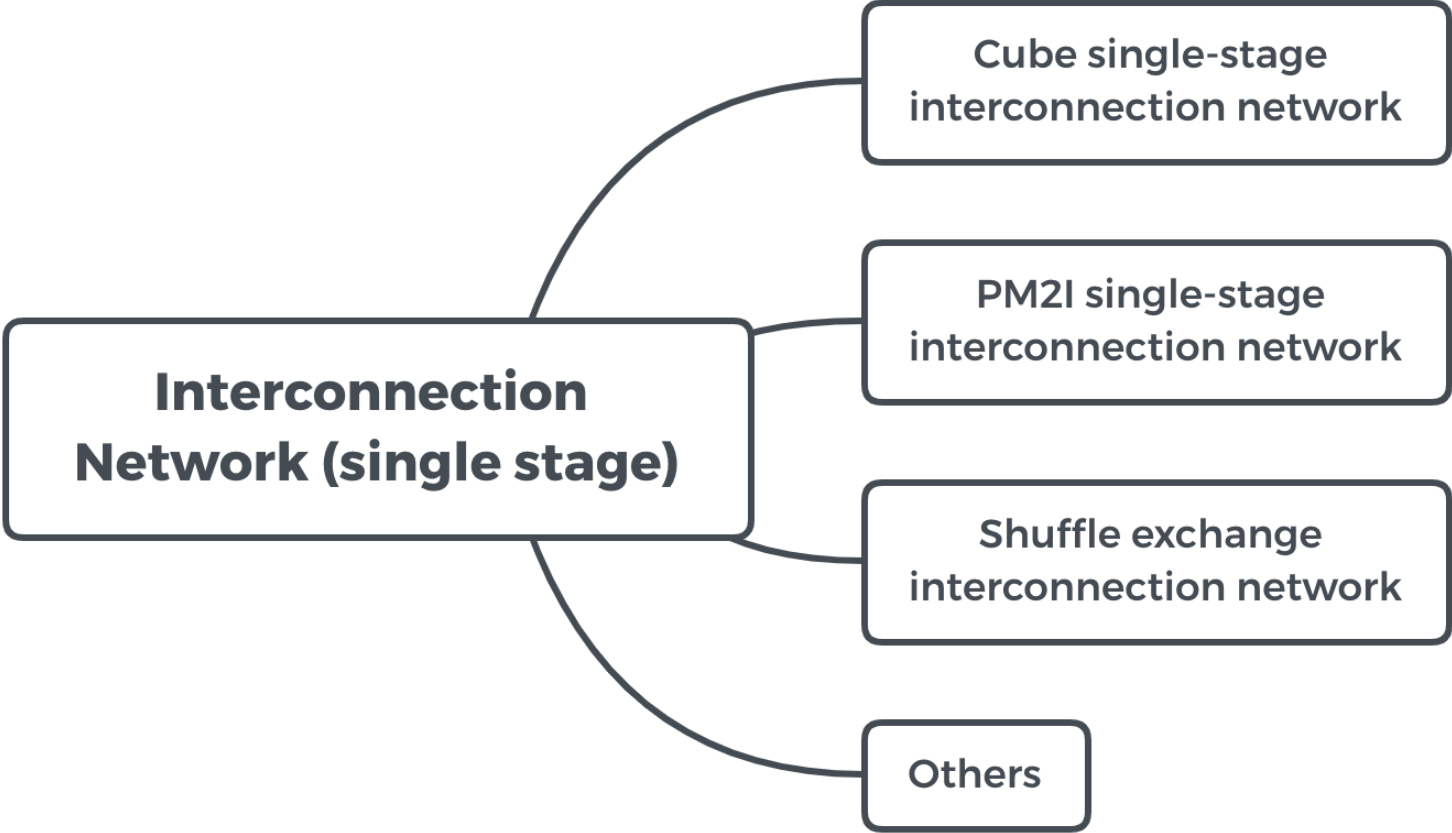 Cube single-stage
interconnection network
PM2I single-stage
interconnection network
Interconnection
Network (single stage)
Shuffle exchange
interconnection network
Others